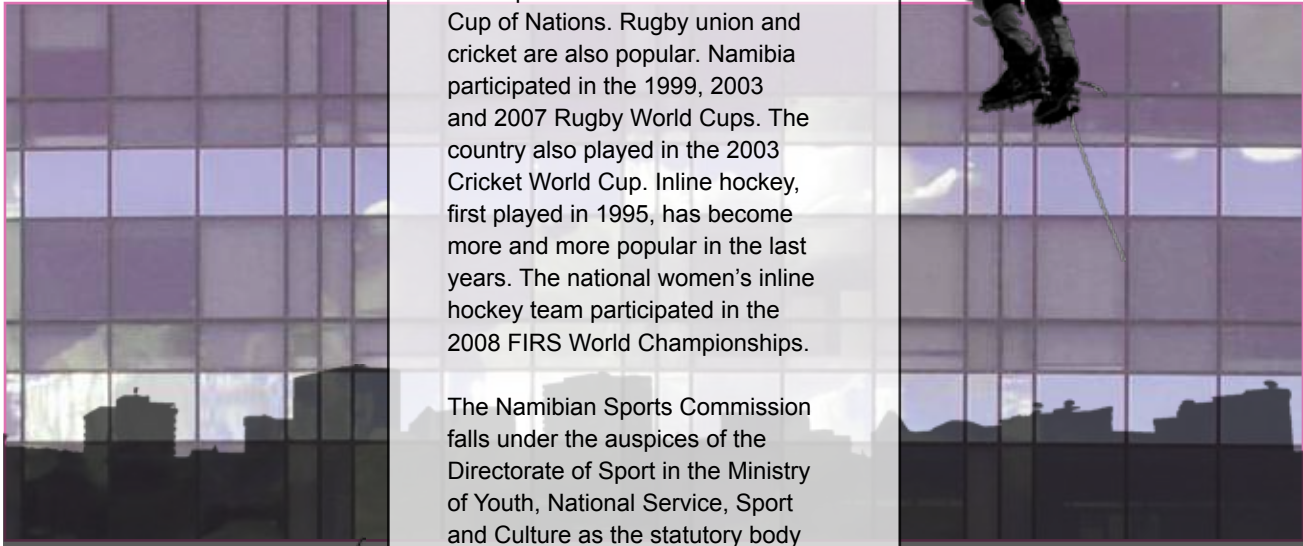 Cup of Nations. Rugby union and
cricket are also popular. Namibia
participated in the 1999, 2003
and 2007 Rugby World Cups. The
country also played in the 2003
Cricket World Cup. Inline hockey,
first played in 1995, has become
more and more popular in the last
years. The national women’s inline
hockey team participated in the
2008 FIRS World Championships.
The Namibian Sports Commission
falls under the auspices of the
Directorate of Sport in the Ministry
of Youth, National Service, Sport
and Culture as the statutory body